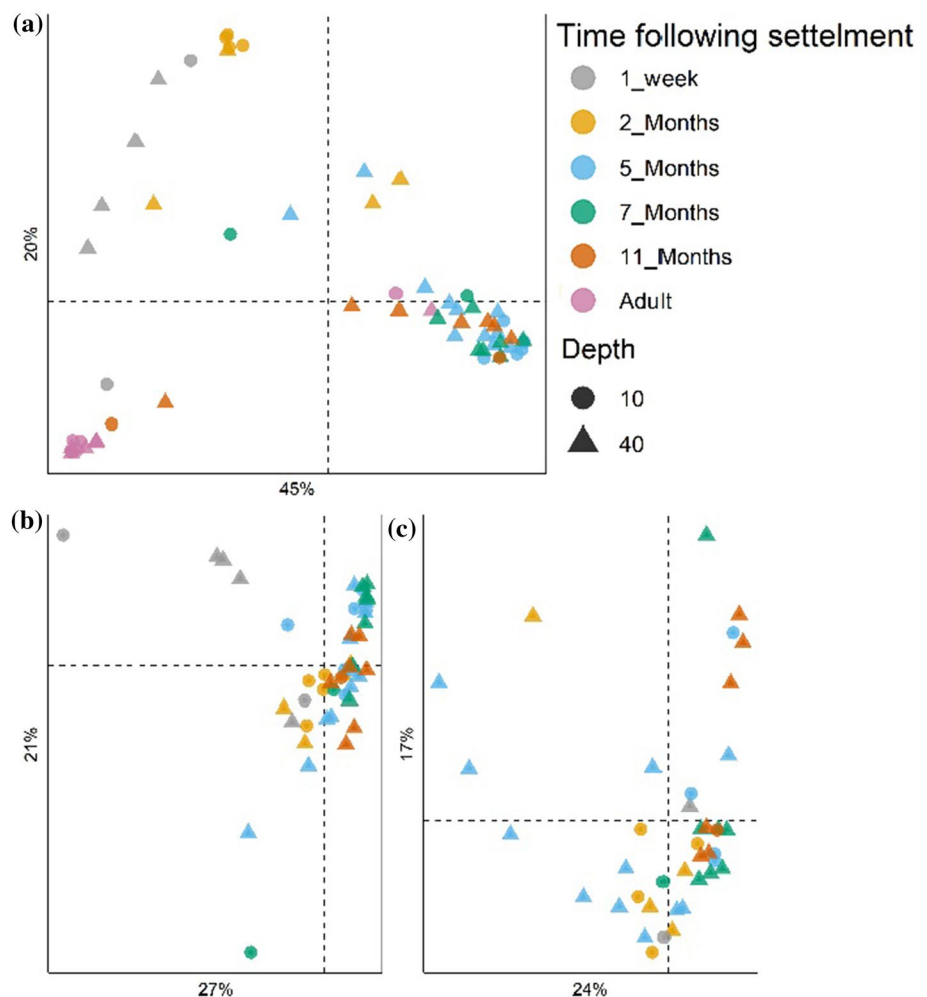 (a)
Time following settelment
1_week
2_Months
5_Months
7_Months
11_Months
Adult
Depth
10
40
20%
45%
(b)
(c)
21%
17%
27%
24%